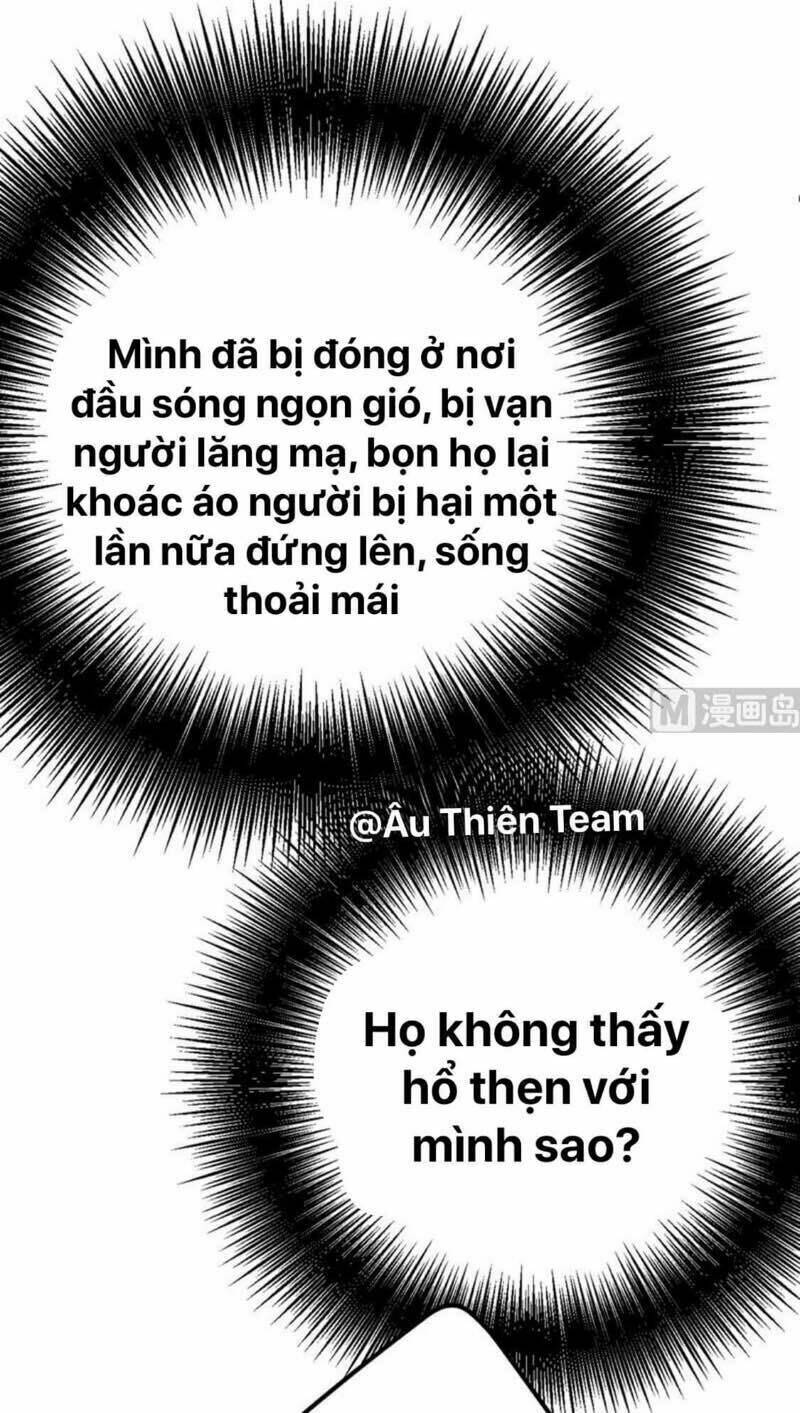 Mình đã bị đóng ở nơi
đầu sóng ngọn gió, bị vạn
người lăng mạ, bọn họ lại
khoác áo người bị hại một
lần nữa đứng lên, sống
thoải mái
M 漫画岛
@Âu Thiên Team
Họ không thấy
hổ thẹn với
mình sao?